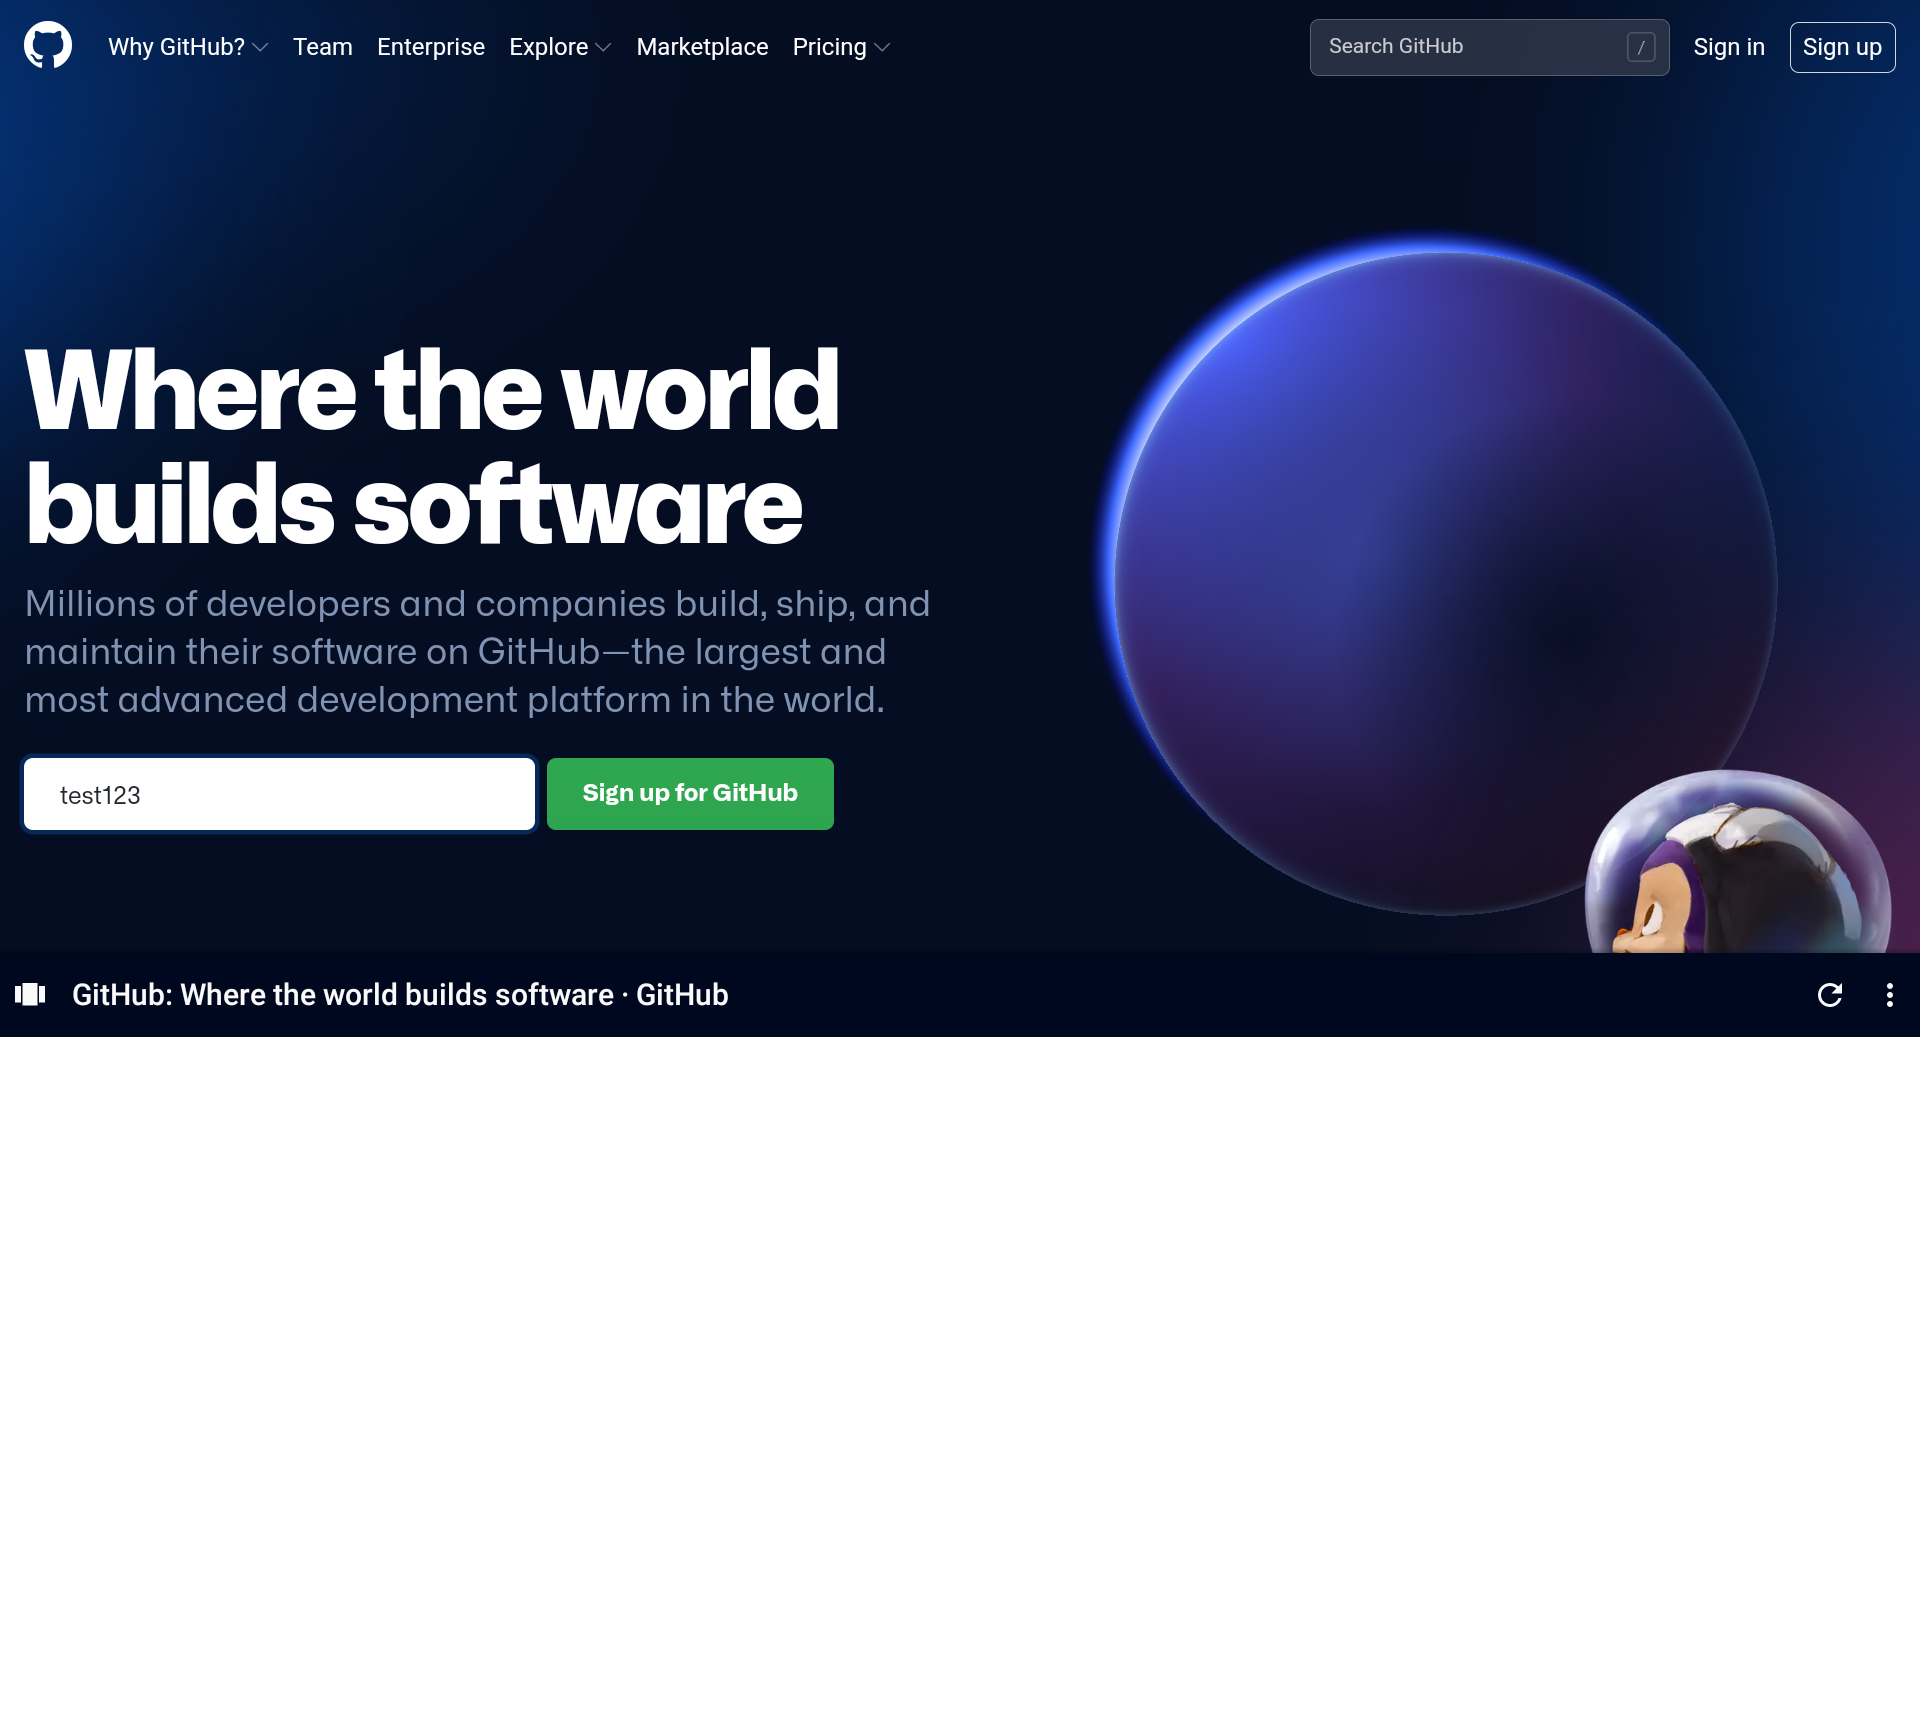 Why GitHub? Team Enterprise Explore Marketplace Pricing Search GitHub / Sign in Sign up
Where the world
builds software
Millions of developers and companies build, ship, and
maintain their software on GitHub—the largest and
most advanced development platform in the world.
test123 Sign up for GitHub
GitHub: Where the world builds software · GitHub